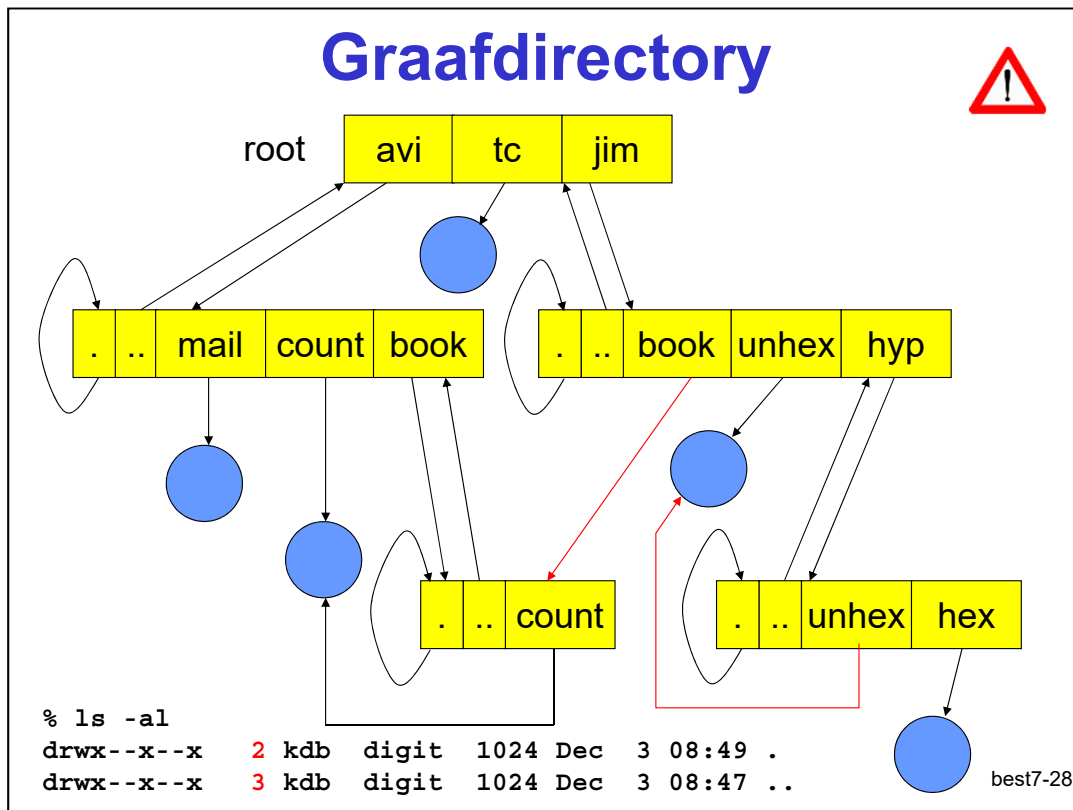 Graafdirectory
root avi tc jim
. .. mail count book . .. book unhex hyp
. .. count . .. unhex hex
% ls -al
drwx--x--x 2 kdb digit 1024 Dec 3 08:49 .
drwx--x--x 3 kdb digit 1024 Dec 3 08:47 ..
best7-28